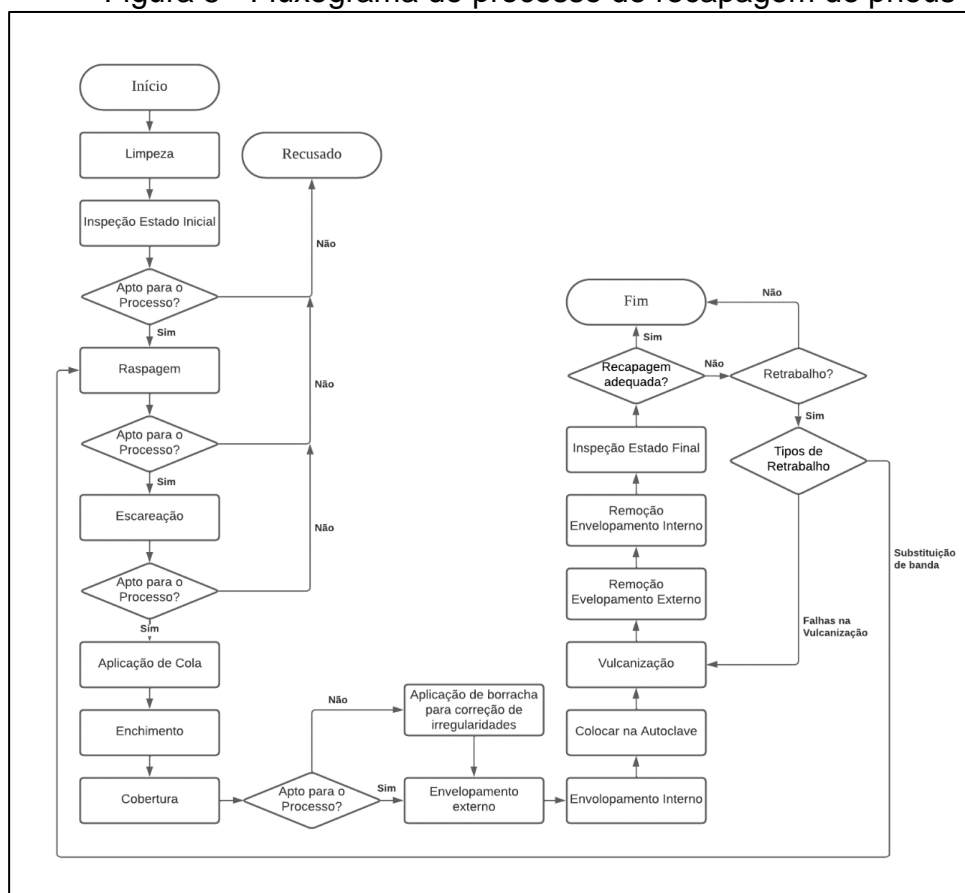 Figura 3 - Fluxograma do processo de recapagem de pneus
Início
Limpeza
Inspeção Estado Inicial
Apto para o
Processo?
Sim
Não
Recusado
Raspagem
Apto para o
Processo?
Sim
Não
Escareação
Apto para o
Processo?
Sim
Não
Aplicação de Cola
Enchimento
Cobertura
Apto para o
Processo?
Não
Sim
Aplicação de borracha
para correção de
irregularidades
Envelopamento
externo
Envolopamento Interno
Colocar na Autoclave
Vulcanização
Remoção
Evelopamento Externo
Remoção
Envelopamento Interno
Inspeção Estado Final
Recapagem
adequada?
Sim
Não
Fim
Retrabalho?
Não
Sim
Tipos de
Retrabalho
Falhas na
Vulcanização
Substituição
de banda